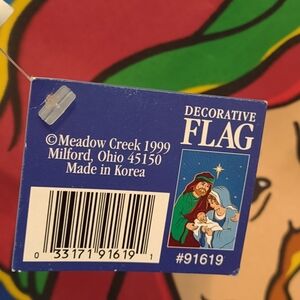 DECORATIVE
FLAG
©Meadow Creek 1999
Milford, Ohio 45150
Made in Korea
0 33171 91619 1
#91619